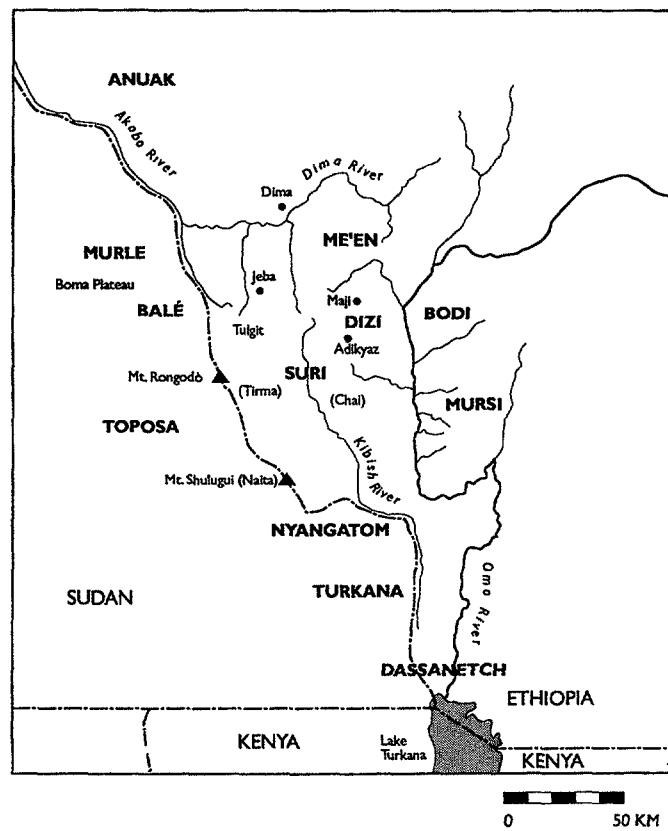 ANUAK
Akobo River
Dima River
Dima
ME'EN
MURLE
Boma Plateau
Jeba
BALÉ
Maji
BODI
DIZI
Tulgit
Adikyaz
Mt. Rongodò
SURI
(Tirma)
(Chai)
MURSI
TOPOSA
Kibish River
Mt. Shulugui (Naita)
NYANGATOM
TURKANA
SUDAN
Omo River
DASSANETCH
ETHIOPIA
KENYA
Lake
Turkana
KENYA
0 50 KM